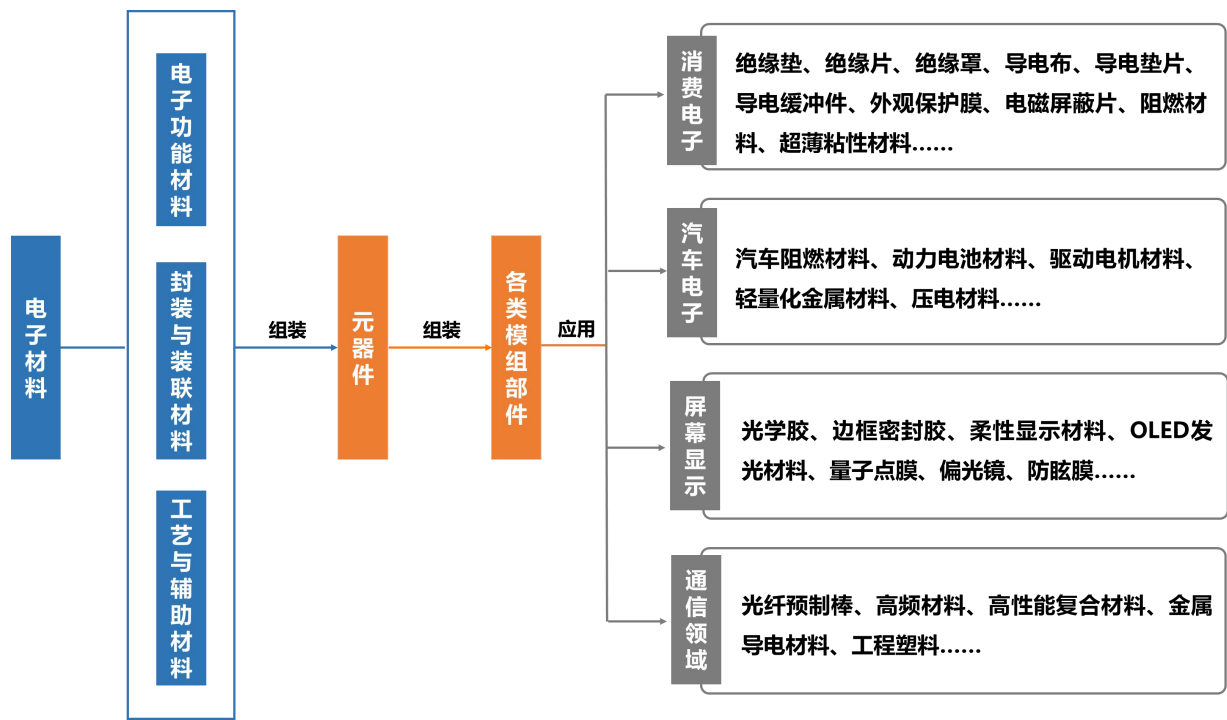 电子材料
电子功能材料
封装与装联材料
工艺与辅助材料
组装
元器件
组装
各类模组部件
应用
消费电子
绝缘垫、绝缘片、绝缘罩、导电布、导电垫片、
导电缓冲件、外观保护膜、电磁屏蔽片、阻燃材
料、超薄粘性材料......
汽车电子
汽车阻燃材料、动力电池材料、驱动电机材料、
轻量化金属材料、压电材料......
屏幕显示
光学胶、边框密封胶、柔性显示材料、OLED发
光材料、量子点膜、偏光镜、防眩膜......
通信领域
光纤预制棒、高频材料、高性能复合材料、金属
导电材料、工程塑料......